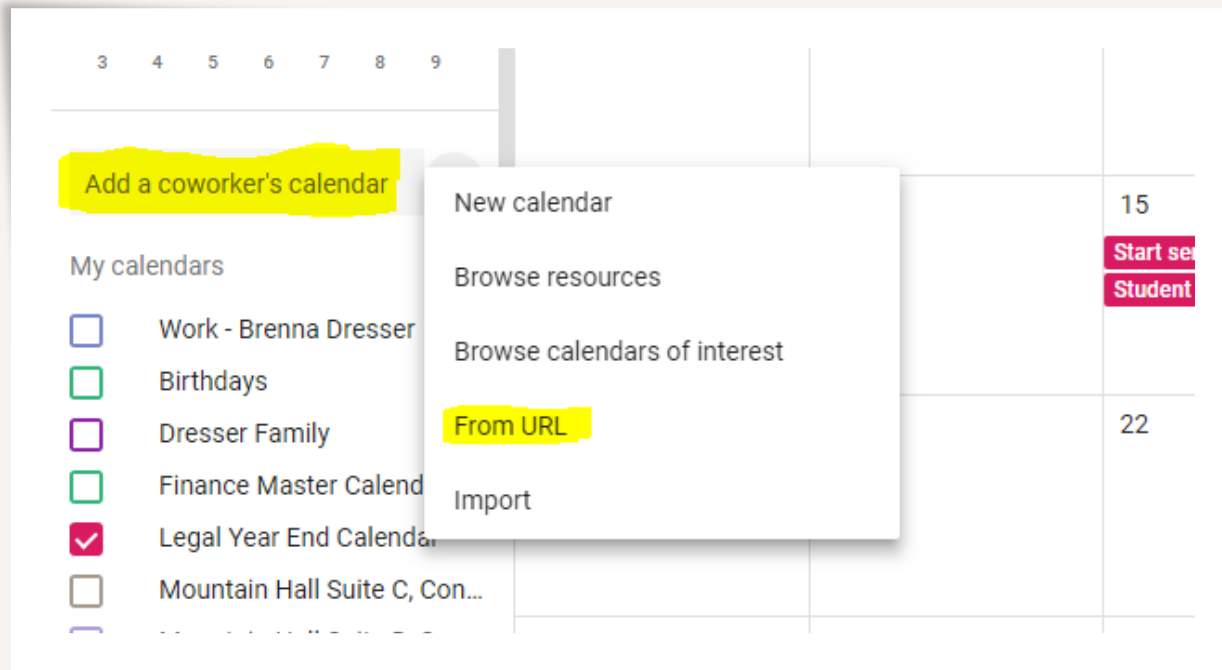 3 4 5 6 7 8 9
Add a coworker's calendar
New calendar
15
Browse resources
Start ser
My calendars
Student
Work - Brenna Dresser
Browse calendars of interest
Birthdays
Dresser Family
From URL
22
Finance Master Calend
Import
Legal Year End Calendar
Mountain Hall Suite C, Con...